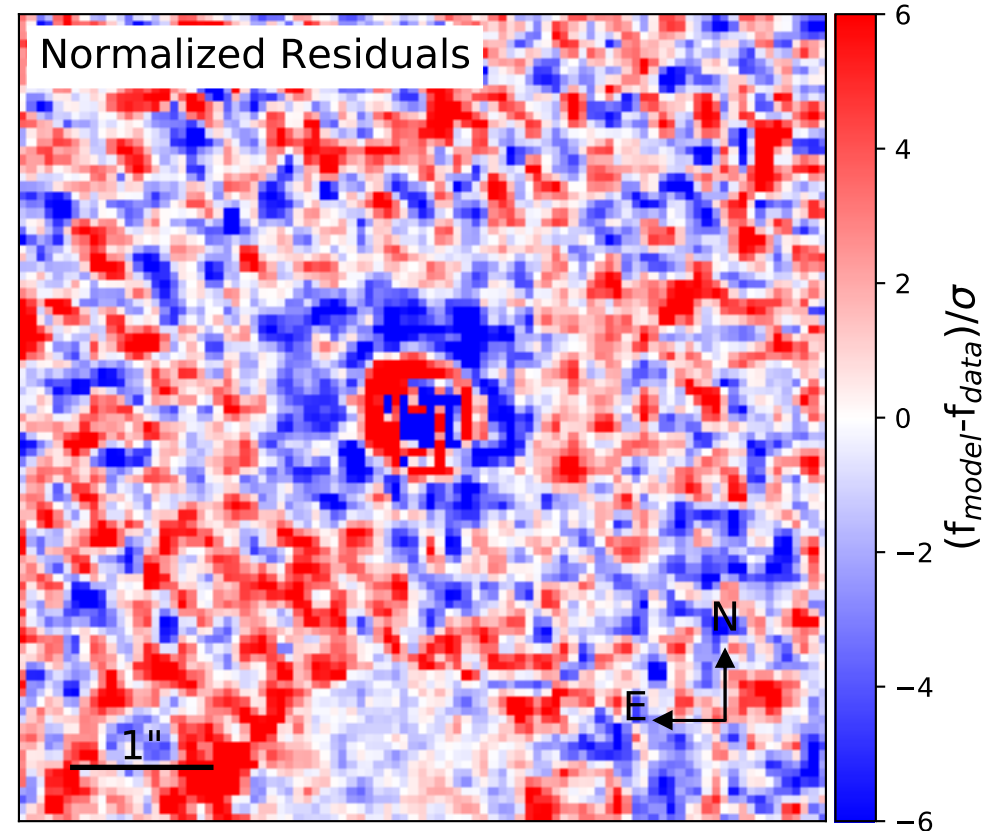 Normalized Residuals
6
4
2
0
−2
−4
−6
(f_model-f_data)/σ
N
E
1"